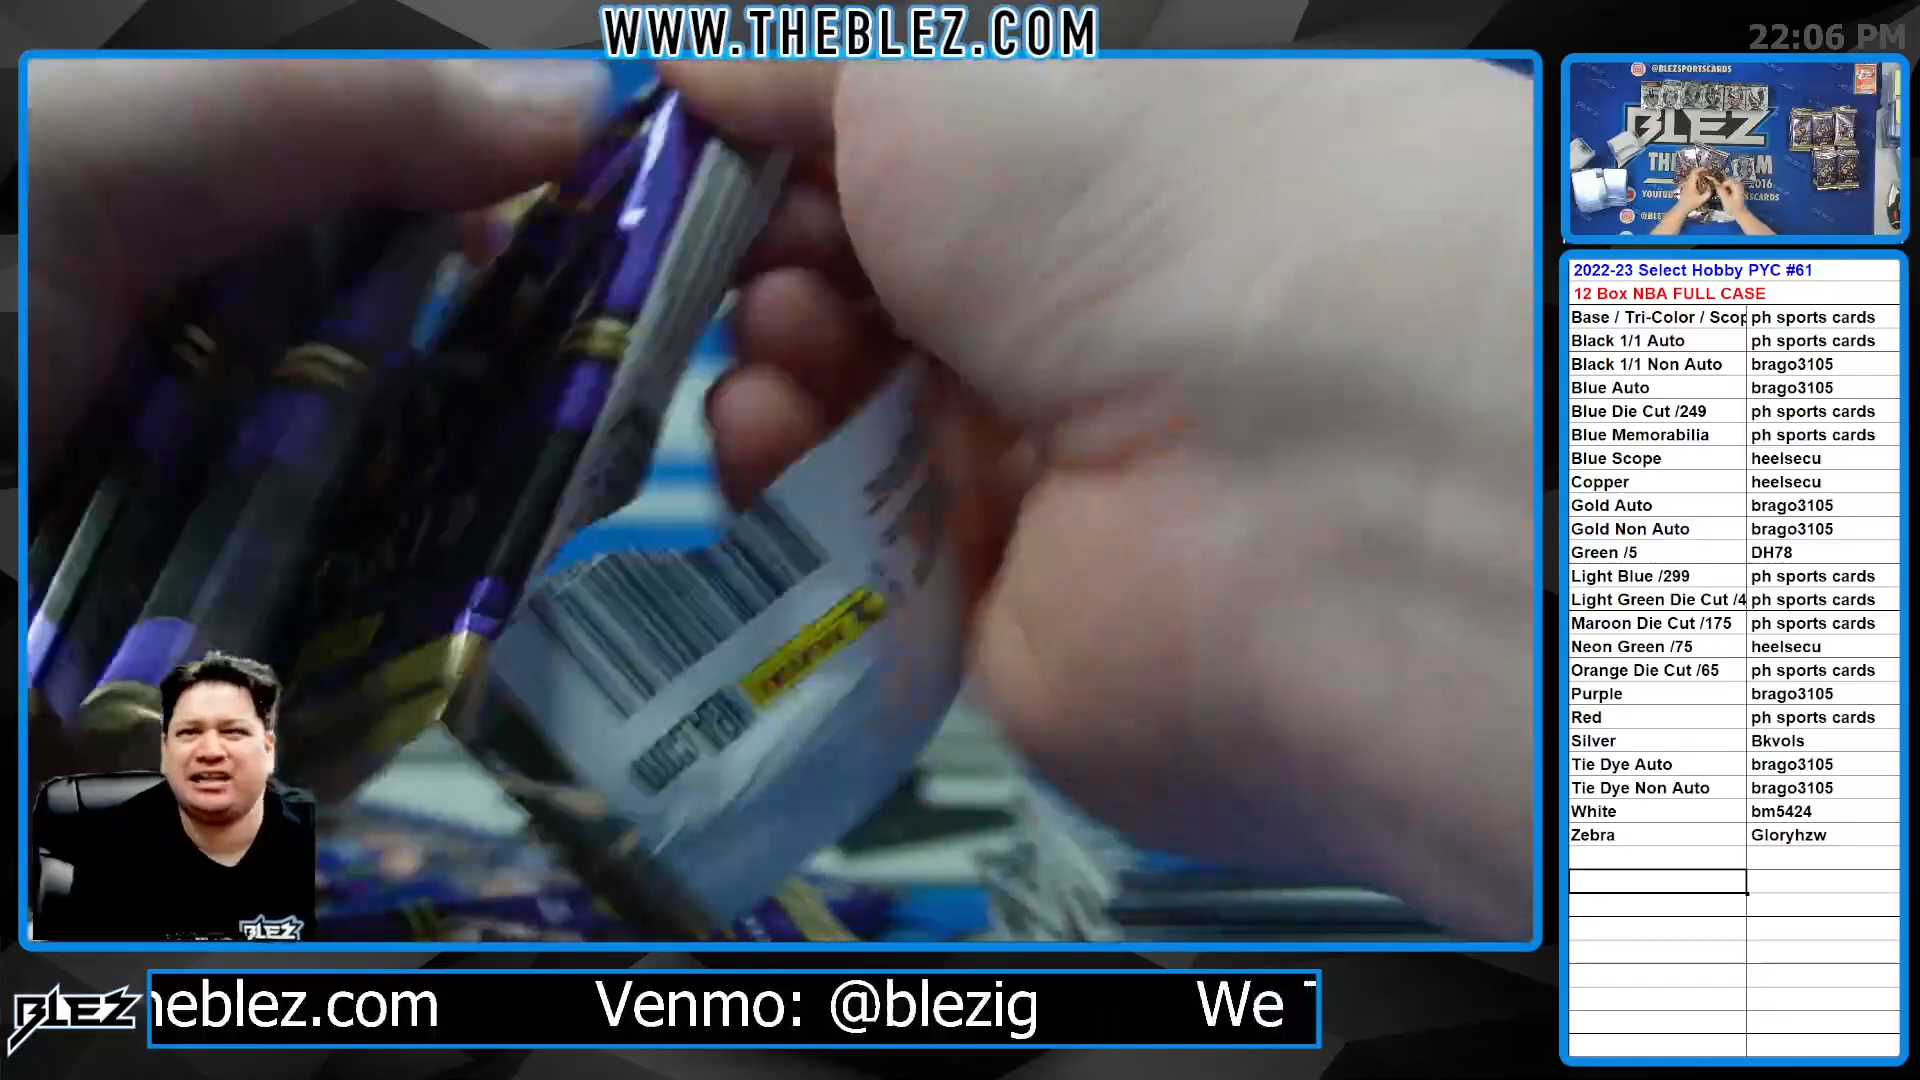 WWW.THEBLEZ.COM
22:06 PM
@BLEZSPORTSCARDS
BLEZ
2022-23 Select Hobby PYC #61
12 Box NBA FULL CASE
Base / Tri-Color / Scop ph sports cards
Black 1/1 Auto ph sports cards
Black 1/1 Non Auto brago3105
Blue Auto brago3105
Blue Die Cut /249 ph sports cards
Blue Memorabilia ph sports cards
Blue Scope heelsecu
Copper heelsecu
Gold Auto brago3105
Gold Non Auto brago3105
Green /5 DH78
Light Blue /299 ph sports cards
Light Green Die Cut /4 ph sports cards
Maroon Die Cut /175 ph sports cards
Neon Green /75 heelsecu
Orange Die Cut /65 ph sports cards
Purple brago3105
Red ph sports cards
Silver Bkvols
Tie Dye Auto brago3105
Tie Dye Non Auto brago3105
White bm5424
Zebra Gloryhzw
BLEZ
BLEZ
heblez.com Venmo: @blezig We